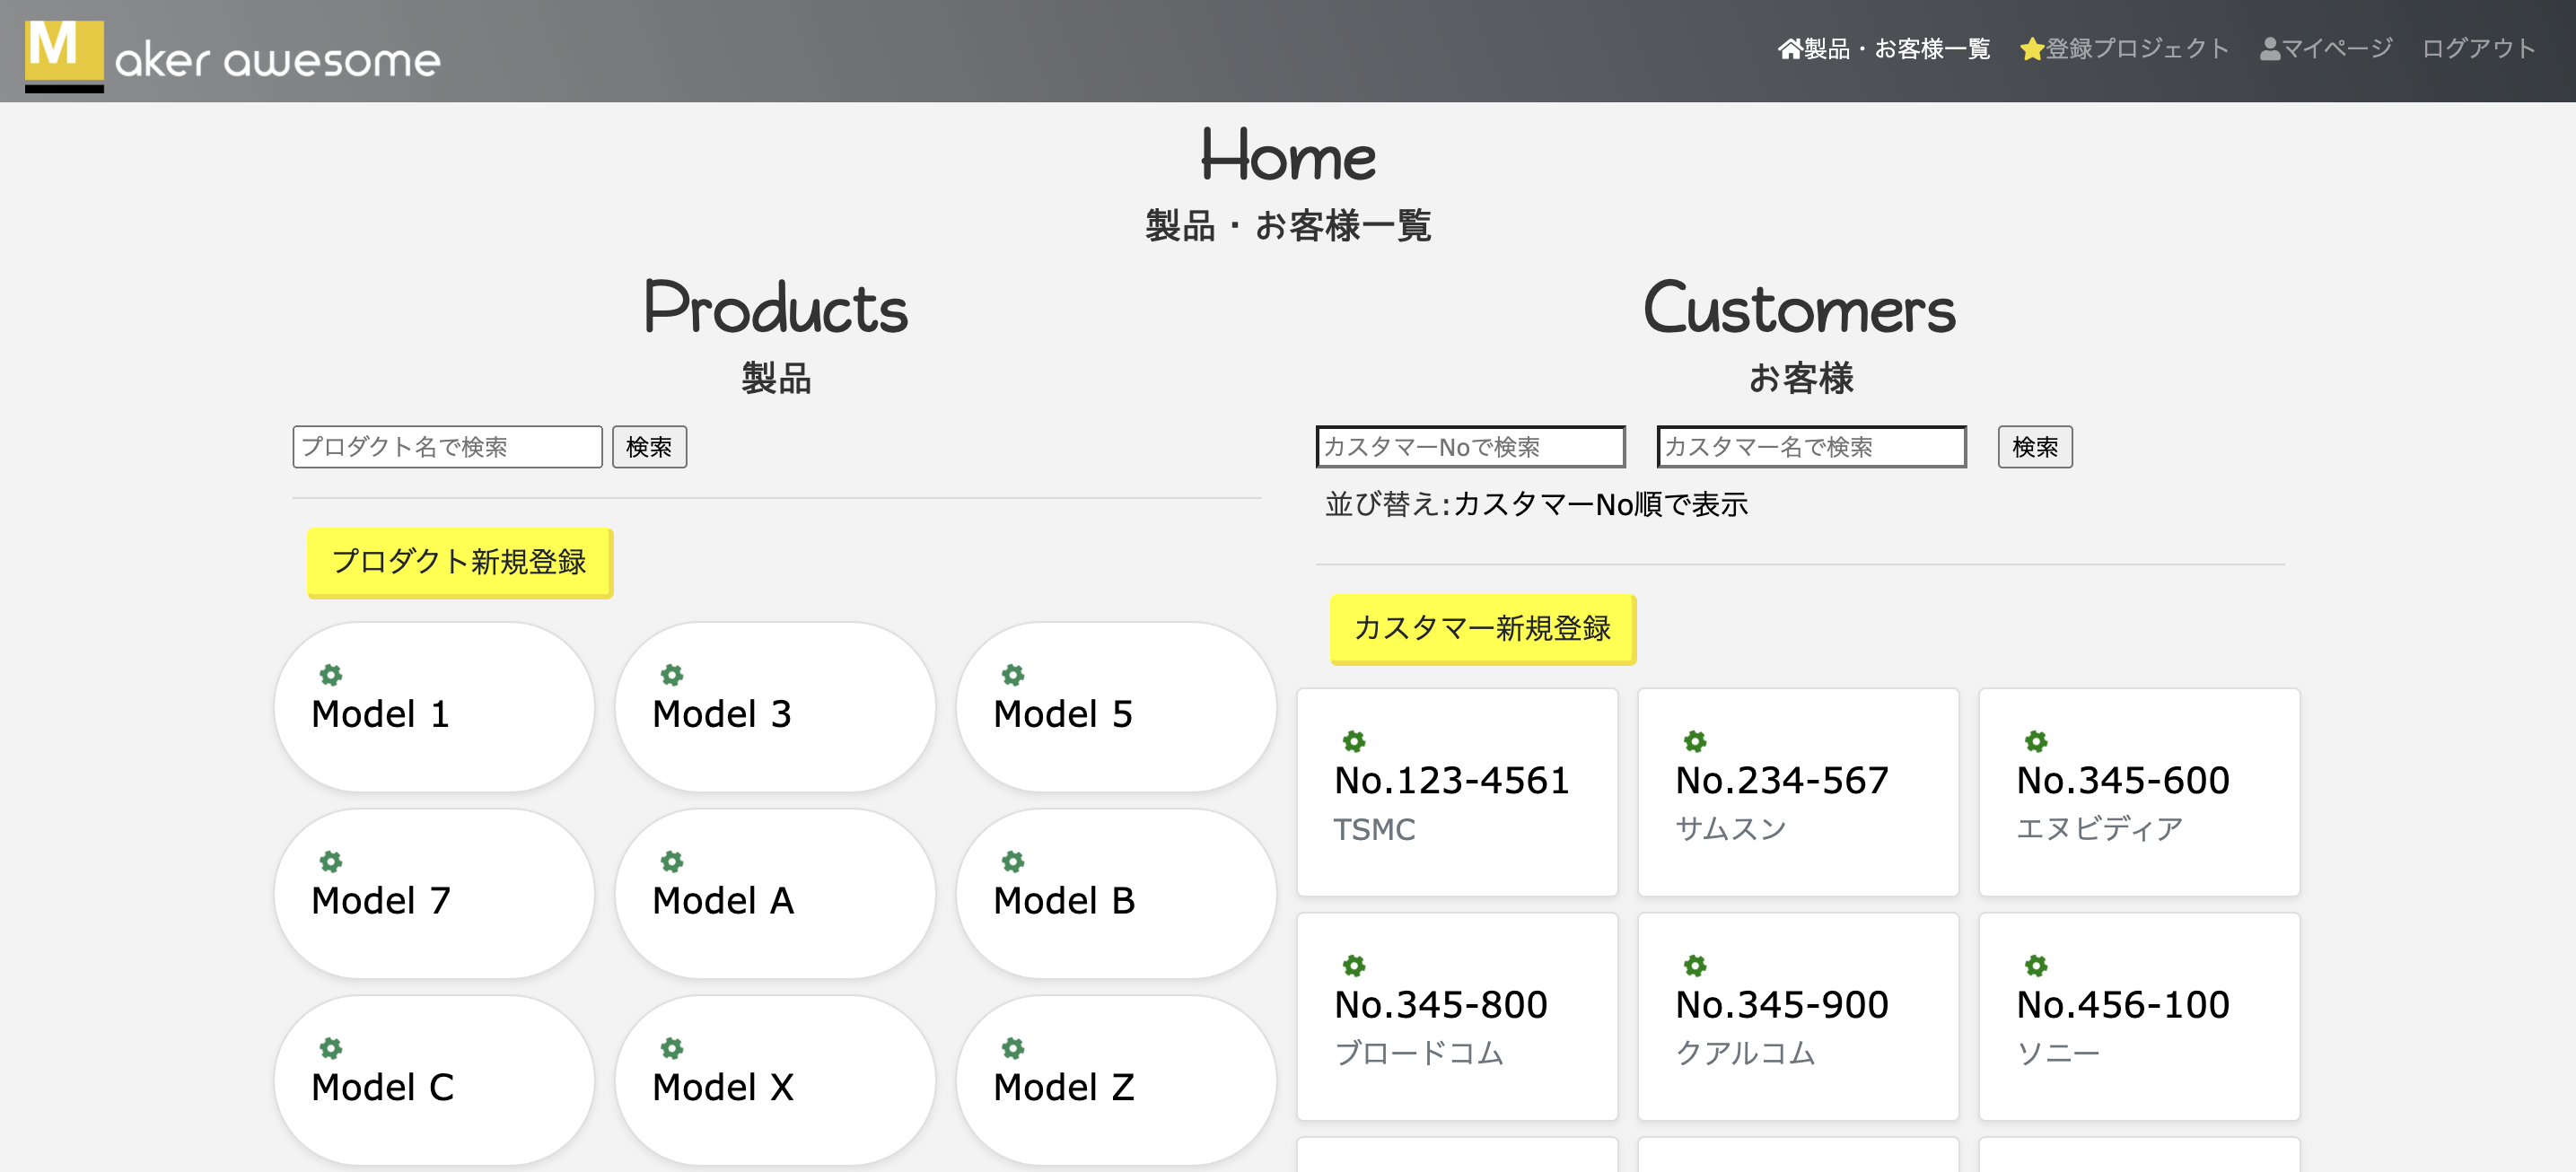 Maker awesome
製品・お客様一覧 登録プロジェクト マイページ ログアウト
Home
製品・お客様一覧
Products
製品
プロダクト名で検索 検索
プロダクト新規登録
Model 1 Model 3 Model 5
Model 7 Model A Model B
Model C Model X Model Z
Customers
お客様
カスタマーNoで検索 カスタマー名で検索 検索
並び替え:カスタマーNo順で表示
カスタマー新規登録
No.123-4561 No.234-567 No.345-600
TSMC サムスン エヌビディア
No.345-800 No.345-900 No.456-100
ブロードコム クアルコム ソニー